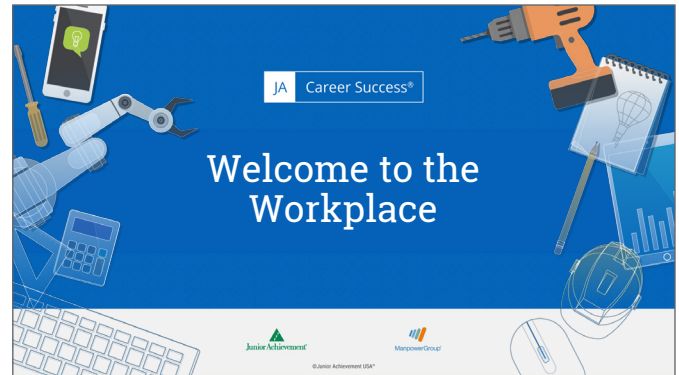 JA Career Success®
Welcome to the
Workplace
Junior Achievement®
ManpowerGroup®
©Junior Achievement USA®